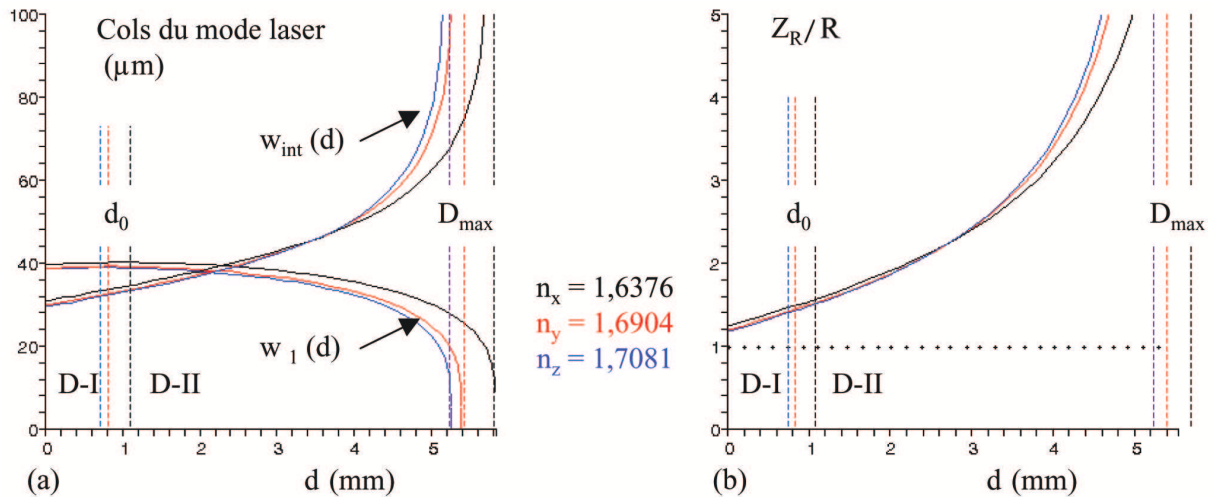 100
80
60
40
20
0
Cols du mode laser
(µm)
w_int (d)
d_0
D_max
w_1 (d)
D-I
D-II
0 1 2 3 4 5
(a)
d (mm)
n_x = 1,6376
n_y = 1,6904
n_z = 1,7081
5
4
3
2
1
5
Z_R/R
d_0
D_max
D-I
D-II
0 1 2 3 4 5
(b)
d (mm)